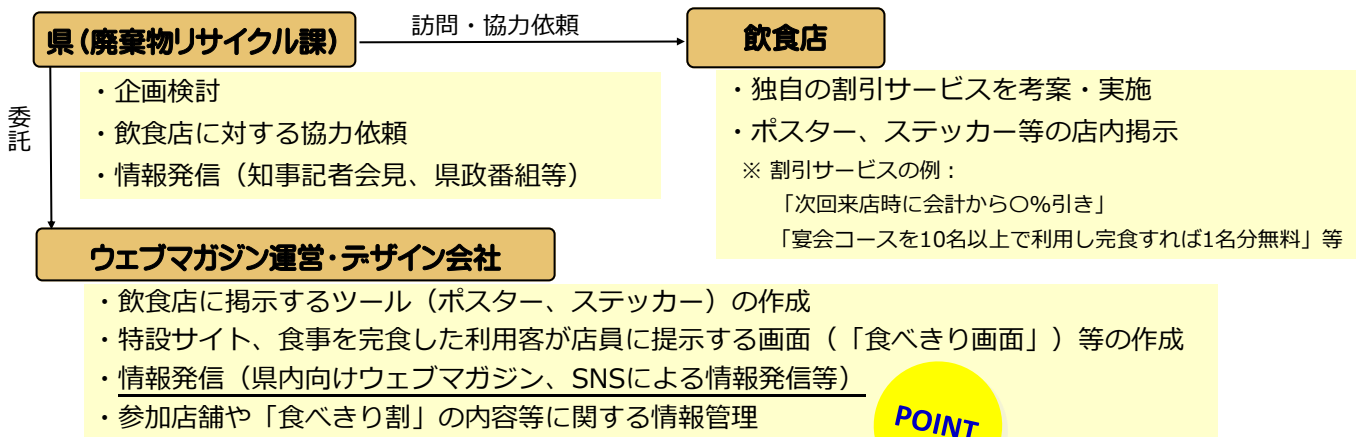 県（廃棄物リサイクル課）
訪問・協力依頼
飲食店
委託
・企画検討
・飲食店に対する協力依頼
・情報発信（知事記者会見、県政番組等）
・独自の割引サービスを考案・実施
・ポスター、ステッカー等の店内掲示
※ 割引サービスの例：
「次回来店時に会計から〇%引き」
「宴会コースを10名以上で利用し完食すれば1名分無料」等
ウェブマガジン運営・デザイン会社
・飲食店に掲示するツール（ポスター、ステッカー）の作成
・特設サイト、食事を完食した利用客が店員に提示する画面（「食べきり画面」）等の作成
・情報発信（県内向けウェブマガジン、SNSによる情報発信等）
・参加店舗や「食べきり割」の内容等に関する情報管理
POINT